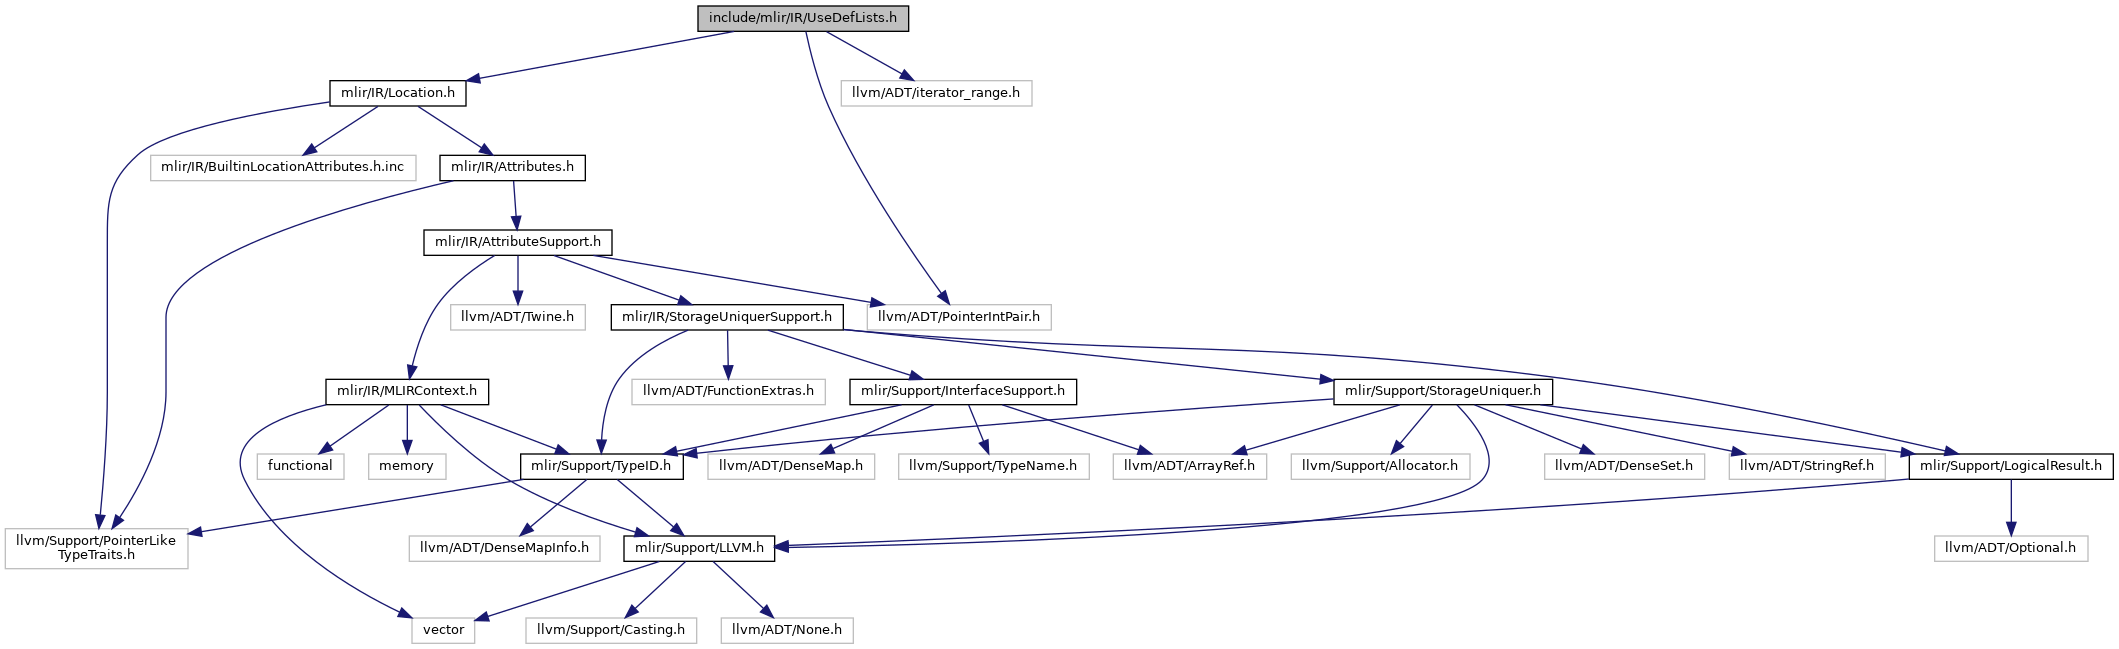 include/mlir/IR/UseDefLists.h
mlir/IR/Location.h
llvm/ADT/iterator_range.h
mlir/IR/BuiltinLocationAttributes.h.inc
mlir/IR/Attributes.h
mlir/IR/AttributeSupport.h
llvm/ADT/Twine.h
mlir/IR/StorageUniquerSupport.h
llvm/ADT/PointerIntPair.h
mlir/IR/MLIRContext.h
llvm/ADT/FunctionExtras.h
mlir/Support/InterfaceSupport.h
mlir/Support/StorageUniquer.h
functional
memory
mlir/Support/TypeID.h
llvm/ADT/DenseMap.h
llvm/Support/TypeName.h
llvm/ADT/ArrayRef.h
llvm/Support/Allocator.h
llvm/ADT/DenseSet.h
llvm/ADT/StringRef.h
mlir/Support/LogicalResult.h
llvm/Support/PointerLike
TypeTraits.h
llvm/ADT/DenseMapInfo.h
mlir/Support/LLVM.h
llvm/ADT/Optional.h
vector
llvm/Support/Casting.h
llvm/ADT/None.h